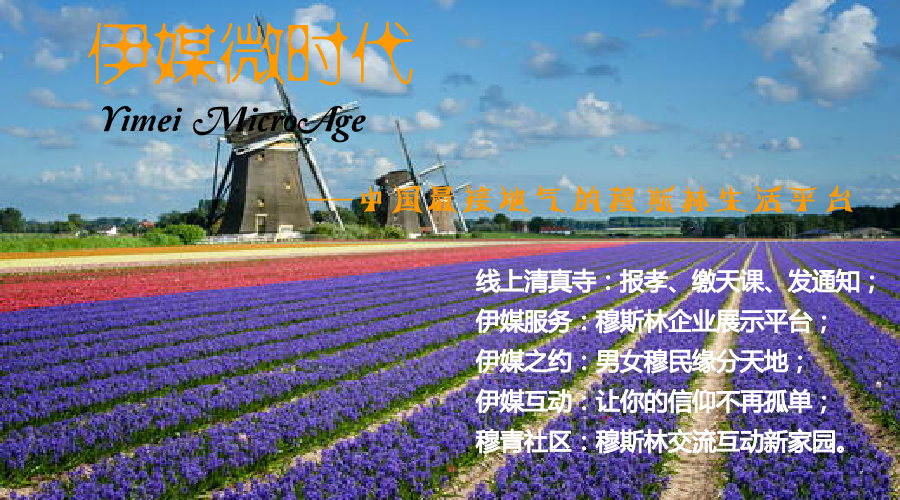 伊媒微时代
Yimei MicroAge
——中国最接地气的穆斯林生活平台
线上清真寺：报孝、缴天课、发通知；
伊媒服务：穆斯林企业展示平台；
伊媒之约：男女穆民缘分天地；
伊媒互动：让你的信仰不再孤单；
穆青社区：穆斯林交流互动新家园。